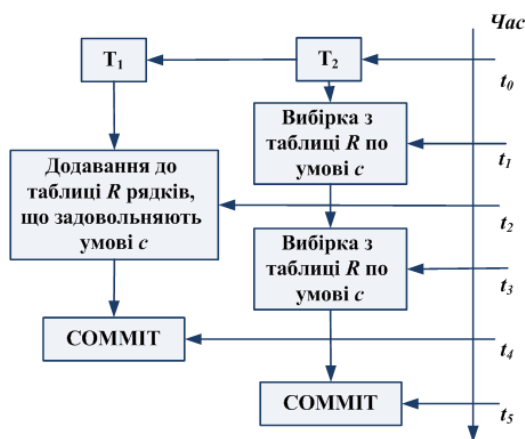 Час
T₁
T₂
t₀
Вибірка з
таблиці R по
умові c
t₁
Додавання до
таблиці R рядків,
що задовольняють
умові c
t₂
Вибірка з
таблиці R по
умові c
t₃
COMMIT
t₄
COMMIT
t₅